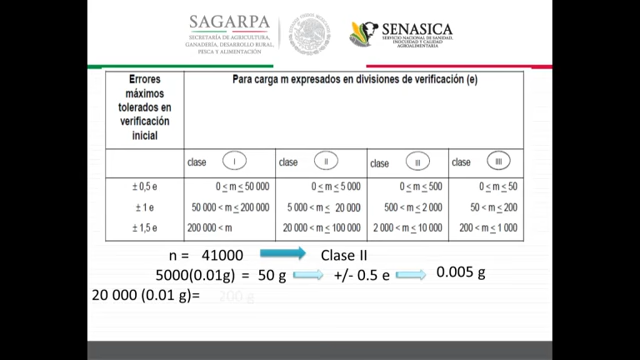 SAGARPA
SECRETARÍA DE AGRICULTURA,
GANADERÍA, DESARROLLO RURAL,
PESCA Y ALIMENTACIÓN
SENASICA
SERVICIO NACIONAL DE SANIDAD,
INOCUIDAD Y CALIDAD
AGROALIMENTARIA
Errores máximos tolerados en verificación inicial
Para carga m expresados en divisiones de verificación (e)
clase I clase II clase III clase IIII
± 0,5 e 0 ≤ m ≤ 50 000 0 ≤ m ≤ 5 000 0 ≤ m ≤ 500 0 ≤ m ≤ 50
± 1 e 50 000 < m ≤ 200 000 5 000 < m ≤ 20 000 500 < m ≤ 2 000 50 < m ≤ 200
± 1,5 e 200 000 < m 20 000 < m ≤ 100 000 2 000 < m ≤ 10 000 200 < m ≤ 1 000
n = 41000 Clase II
5000(0.01g) = 50 g +/- 0.5 e 0.005 g
20 000 (0.01 g)= 200 g